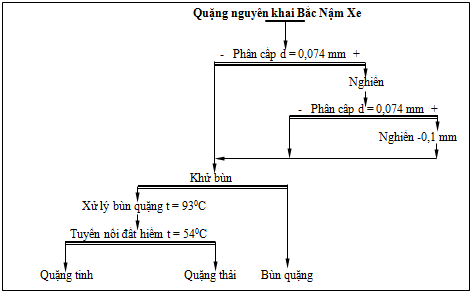 Quặng nguyên khai Bắc Nậm Xe
- Phân cấp d = 0,074 mm +
Nghiền
- Phân cấp d = 0,074 mm +
Nghiền -0,1 mm
Khử bùn
Xử lý bùn quặng t = 93⁰C
Tuyển nổi đất hiếm t = 54⁰C
Quặng tinh Quặng thải Bùn quặng